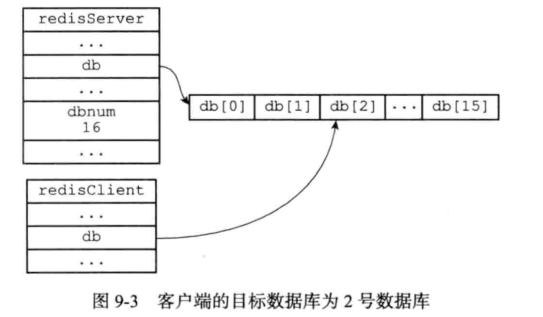 redisServer
...
db
...
dbnum
16
...
db[0] db[1] db[2] ... db[15]
redisClient
...
db
...
图 9-3 客户端的目标数据库为 2 号数据库